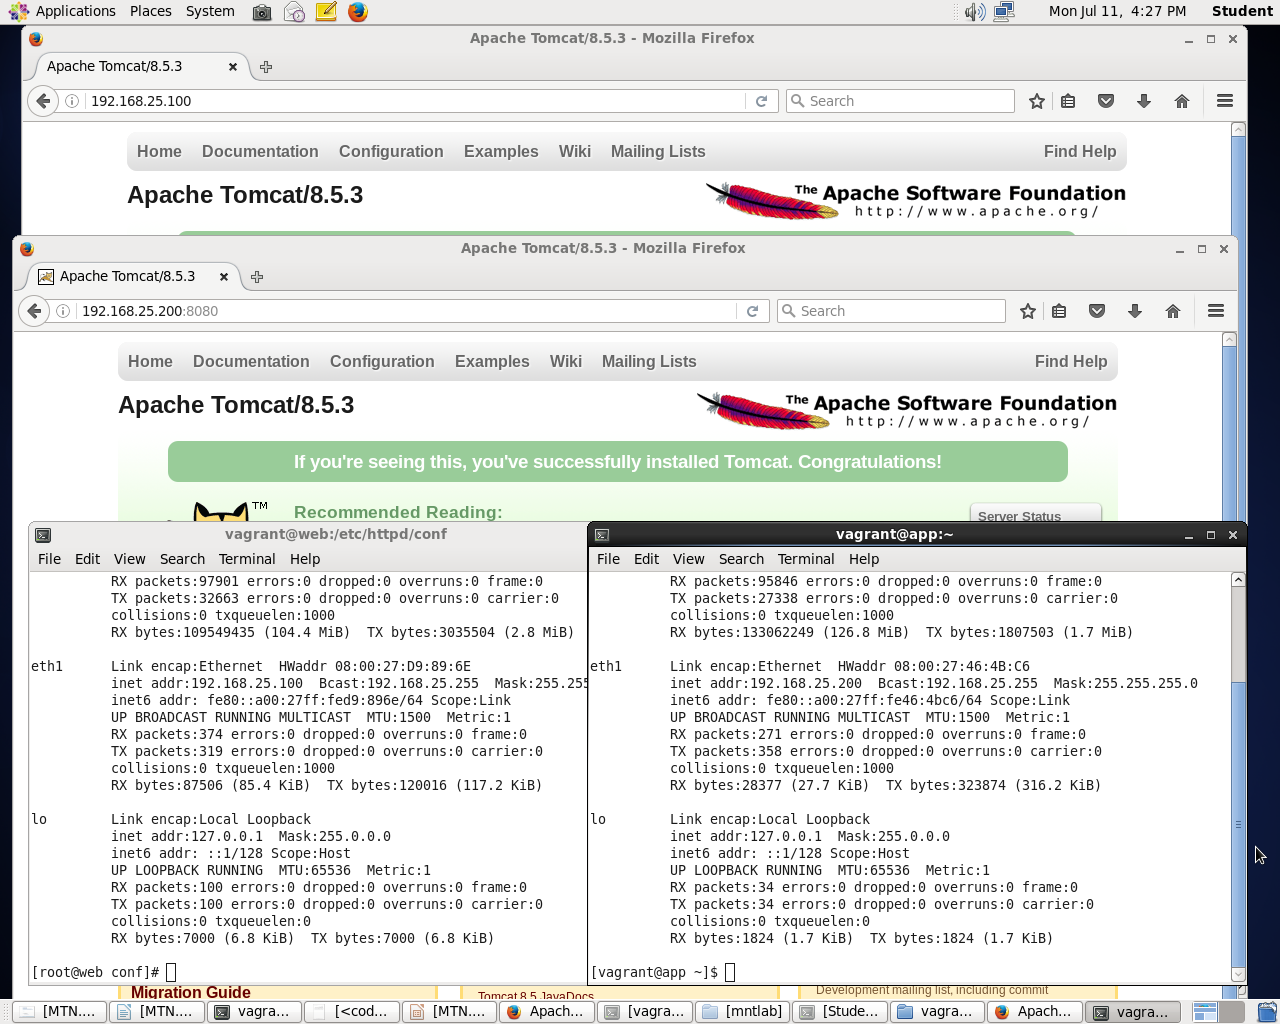 Applications Places System Mon Jul 11, 4:27 PM Student
Apache Tomcat/8.5.3 - Mozilla Firefox
Apache Tomcat/8.5.3
192.168.25.100 Search
Home Documentation Configuration Examples Wiki Mailing Lists Find Help
Apache Tomcat/8.5.3
The Apache Software Foundation
http://www.apache.org/
Apache Tomcat/8.5.3 - Mozilla Firefox
Apache Tomcat/8.5.3
192.168.25.200:8080 Search
Home Documentation Configuration Examples Wiki Mailing Lists Find Help
Apache Tomcat/8.5.3
The Apache Software Foundation
http://www.apache.org/
If you're seeing this, you've successfully installed Tomcat. Congratulations!
TM
Recommended Reading:
Server Status
vagrant@web:/etc/httpd/conf
File Edit View Search Terminal Help
RX packets:97901 errors:0 dropped:0 overruns:0 frame:0
TX packets:32663 errors:0 dropped:0 overruns:0 carrier:0
collisions:0 txqueuelen:1000
RX bytes:109549435 (104.4 MiB)  TX bytes:3035504 (2.8 MiB)
eth1 Link encap:Ethernet  HWaddr 08:00:27:D9:89:6E
inet addr:192.168.25.100  Bcast:192.168.25.255  Mask:255.255
inet6 addr: fe80::a00:27ff:fed9:896e/64 Scope:Link
UP BROADCAST RUNNING MULTICAST  MTU:1500  Metric:1
RX packets:374 errors:0 dropped:0 overruns:0 frame:0
TX packets:319 errors:0 dropped:0 overruns:0 carrier:0
collisions:0 txqueuelen:1000
RX bytes:87506 (85.4 KiB)  TX bytes:120016 (117.2 KiB)
lo Link encap:Local Loopback
inet addr:127.0.0.1  Mask:255.0.0.0
inet6 addr: ::1/128 Scope:Host
UP LOOPBACK RUNNING  MTU:65536  Metric:1
RX packets:100 errors:0 dropped:0 overruns:0 frame:0
TX packets:100 errors:0 dropped:0 overruns:0 carrier:0
collisions:0 txqueuelen:0
RX bytes:7000 (6.8 KiB)  TX bytes:7000 (6.8 KiB)
[root@web conf]#
vagrant@app:~
File Edit View Search Terminal Help
RX packets:95846 errors:0 dropped:0 overruns:0 frame:0
TX packets:27338 errors:0 dropped:0 overruns:0 carrier:0
collisions:0 txqueuelen:1000
RX bytes:133062249 (126.8 MiB)  TX bytes:1807503 (1.7 MiB)
eth1 Link encap:Ethernet  HWaddr 08:00:27:46:4B:C6
inet addr:192.168.25.200  Bcast:192.168.25.255  Mask:255.255.255.0
inet6 addr: fe80::a00:27ff:fe46:4bc6/64 Scope:Link
UP BROADCAST RUNNING MULTICAST  MTU:1500  Metric:1
RX packets:271 errors:0 dropped:0 overruns:0 frame:0
TX packets:358 errors:0 dropped:0 overruns:0 carrier:0
collisions:0 txqueuelen:1000
RX bytes:28377 (27.7 KiB)  TX bytes:323874 (316.2 KiB)
lo Link encap:Local Loopback
inet addr:127.0.0.1  Mask:255.0.0.0
inet6 addr: ::1/128 Scope:Host
UP LOOPBACK RUNNING  MTU:65536  Metric:1
RX packets:34 errors:0 dropped:0 overruns:0 frame:0
TX packets:34 errors:0 dropped:0 overruns:0 carrier:0
collisions:0 txqueuelen:0
RX bytes:1824 (1.7 KiB)  TX bytes:1824 (1.7 KiB)
[vagrant@app ~]$
Migration Guide Tomcat 8.5 JavaDocs Development mailing list, including commit
[MTN.... [MTN.... vagra... [<cod... [MTN.... Apach... [vagra... [mntlab] [Stude... vagra... Apach... vagra...